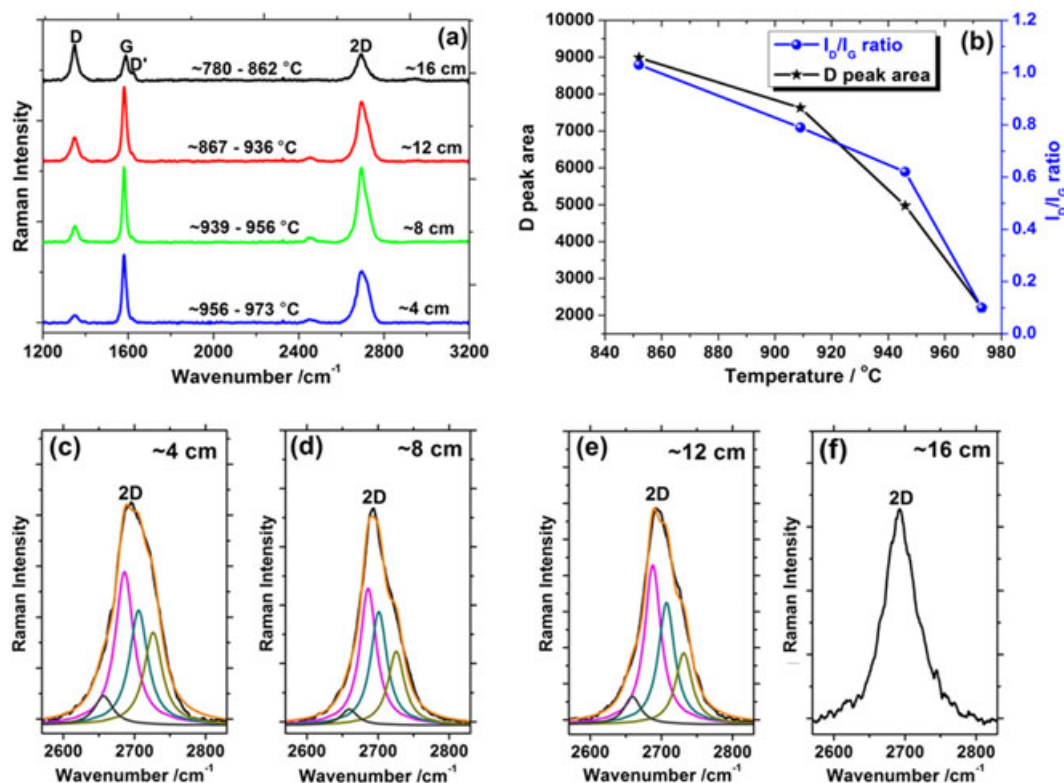 D
G
D'
2D
(a)
~780 - 862 °C
~16 cm
~867 - 936 °C
~12 cm
~939 - 956 °C
~8 cm
~956 - 973 °C
~4 cm
Raman Intensity
1200 1600 2000 2400 2800 3200
Wavenumber /cm-1
(b)
I_D/I_G ratio
D peak area
10000
9000
8000
7000
6000
5000
4000
3000
2000
D peak area
1.2
1.0
0.8
0.6
0.4
0.2
0.0
I_D/I_G ratio
840 860 880 900 920 940 960 980
Temperature / °C
(c) ~4 cm
2D
Raman Intensity
2600 2700 2800
Wavenumber /cm-1
(d) ~8 cm
2D
Raman Intensity
2600 2700 2800
Wavenumber /cm-1
(e) ~12 cm
2D
Raman Intensity
2600 2700 2800
Wavenumber /cm-1
(f) ~16 cm
2D
Raman Intensity
2600 2700 2800
Wavenumber /cm-1